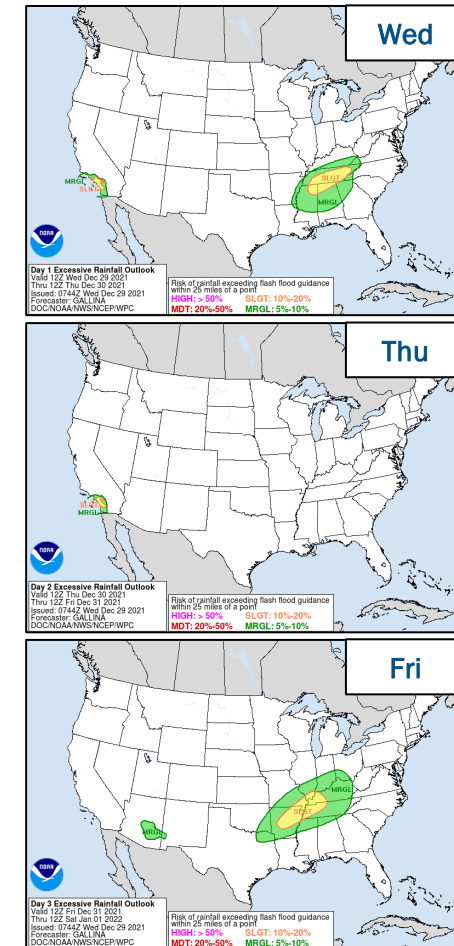 Wed
MRGL
SLGT
SLGT
MRGL
NOAA
Day 1 Excessive Rainfall Outlook
Valid 12Z Wed Dec 29 2021
Thru 12Z Thu Dec 30 2021
Issued: 0744Z Wed Dec 29 2021
Forecaster: GALLINA
DOC/NOAA/NWS/NCEP/WPC
Risk of rainfall exceeding flash flood guidance
within 25 miles of a point
HIGH: > 50% SLGT: 10%-20%
MDT: 20%-50% MRGL: 5%-10%
Thu
SLGT
MRGL
NOAA
Day 2 Excessive Rainfall Outlook
Valid 12Z Thu Dec 30 2021
Thru 12Z Fri Dec 31 2021
Issued: 0744Z Wed Dec 29 2021
Forecaster: GALLINA
DOC/NOAA/NWS/NCEP/WPC
Risk of rainfall exceeding flash flood guidance
within 25 miles of a point
HIGH: > 50% SLGT: 10%-20%
MDT: 20%-50% MRGL: 5%-10%
Fri
MRGL
SLGT
MRGL
NOAA
Day 3 Excessive Rainfall Outlook
Valid 12Z Fri Dec 31 2021
Thru 12Z Sat Jan 01 2022
Issued: 0744Z Wed Dec 29 2021
Forecaster: GALLINA
DOC/NOAA/NWS/NCEP/WPC
Risk of rainfall exceeding flash flood guidance
within 25 miles of a point
HIGH: > 50% SLGT: 10%-20%
MDT: 20%-50% MRGL: 5%-10%